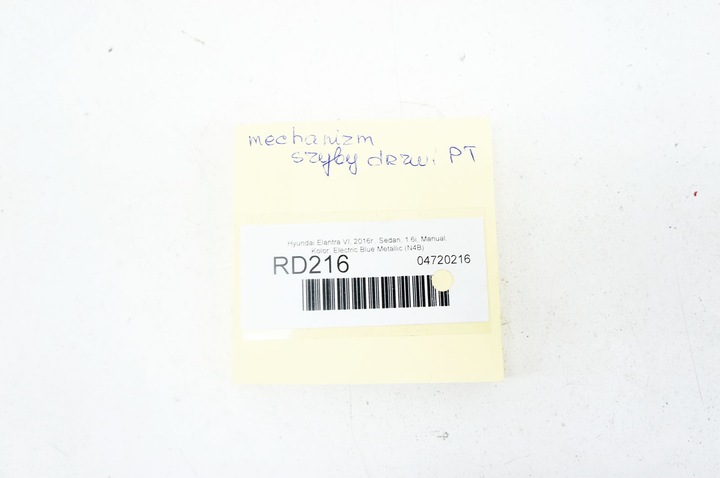 mechanizm
szyby drzwi PT
Hyundai Elantra VI, 2016r., Sedan, 1.6i, Manual,
Kolor: Electric Blue Metallic (N4B)
RD216 04720216